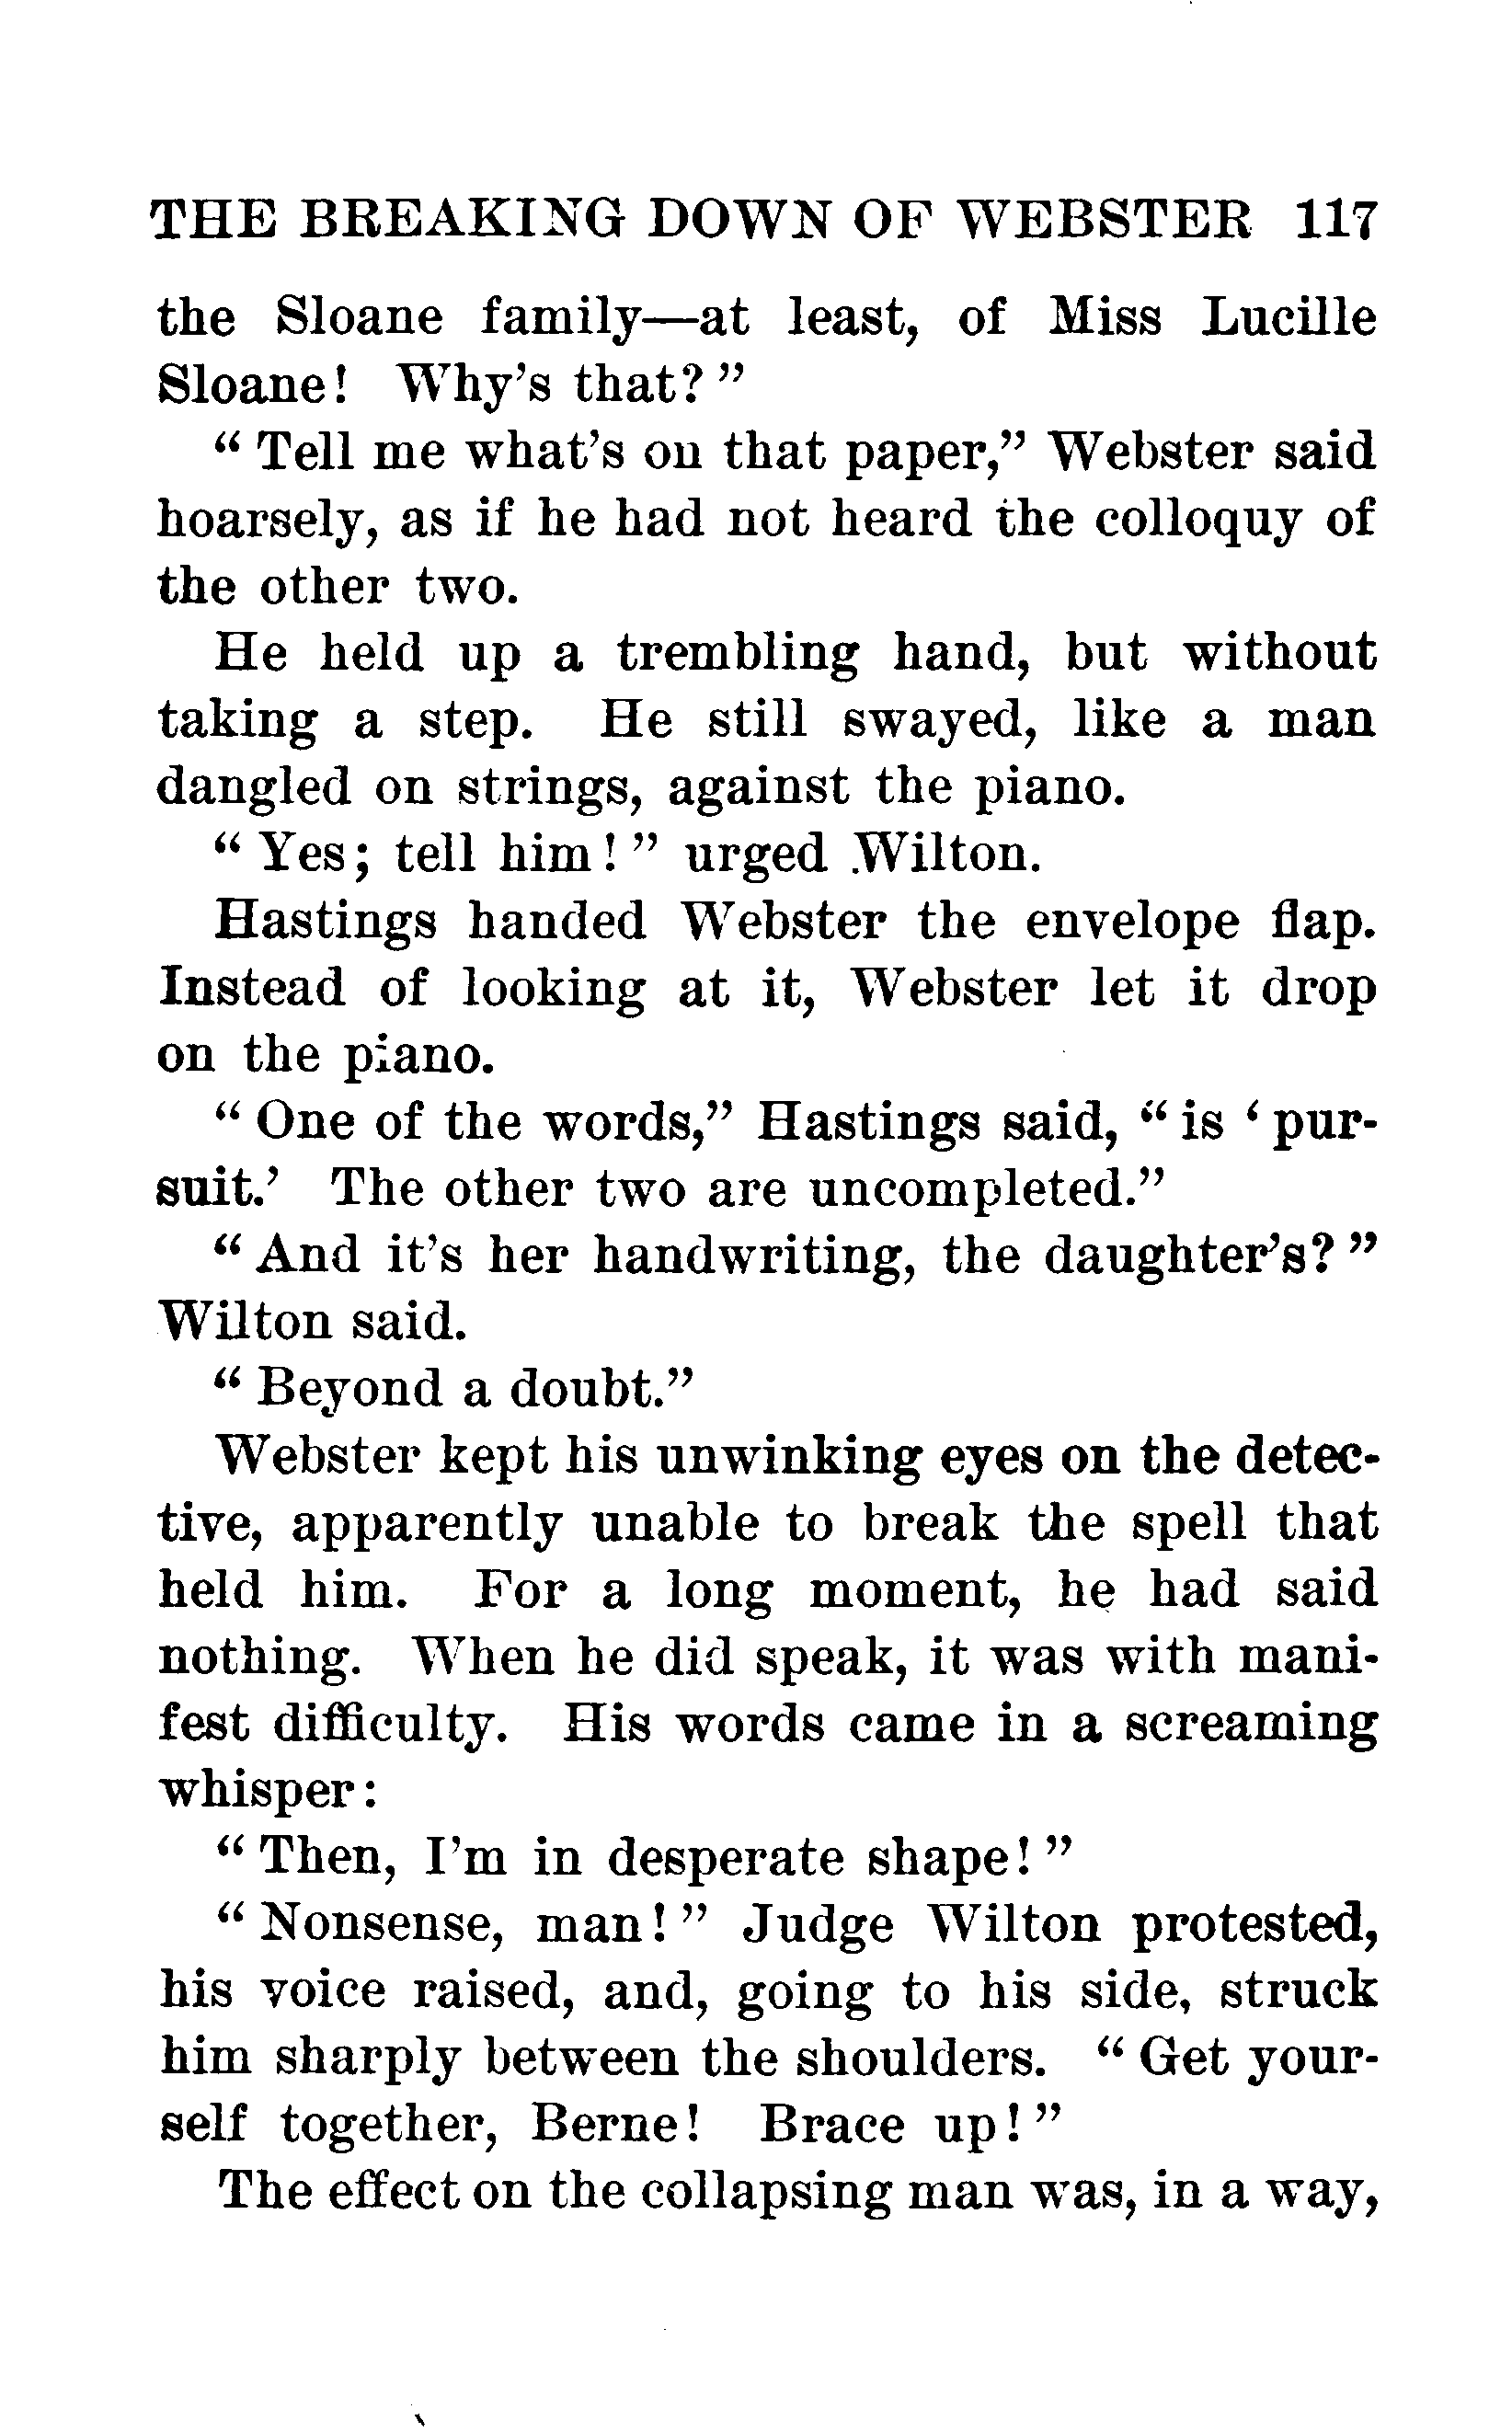 THE BREAKING DOWN OF WEBSTER 117
the Sloane family—at least, of Miss Lucille
Sloane! Why's that?"
"Tell me what's on that paper," Webster said
hoarsely, as if he had not heard the colloquy of
the other two.
He held up a trembling hand, but without
taking a step. He still swayed, like a man
dangled on strings, against the piano.
"Yes; tell him!" urged Wilton.
Hastings handed Webster the envelope flap.
Instead of looking at it, Webster let it drop
on the piano.
"One of the words," Hastings said, "is 'pur-
suit.' The other two are uncompleted."
"And it's her handwriting, the daughter's?"
Wilton said.
"Beyond a doubt."
Webster kept his unwinking eyes on the detec-
tive, apparently unable to break the spell that
held him. For a long moment, he had said
nothing. When he did speak, it was with mani-
fest difficulty. His words came in a screaming
whisper:
"Then, I'm in desperate shape!"
"Nonsense, man!" Judge Wilton protested,
his voice raised, and, going to his side, struck
him sharply between the shoulders. "Get your-
self together, Berne! Brace up!"
The effect on the collapsing man was, in a way,